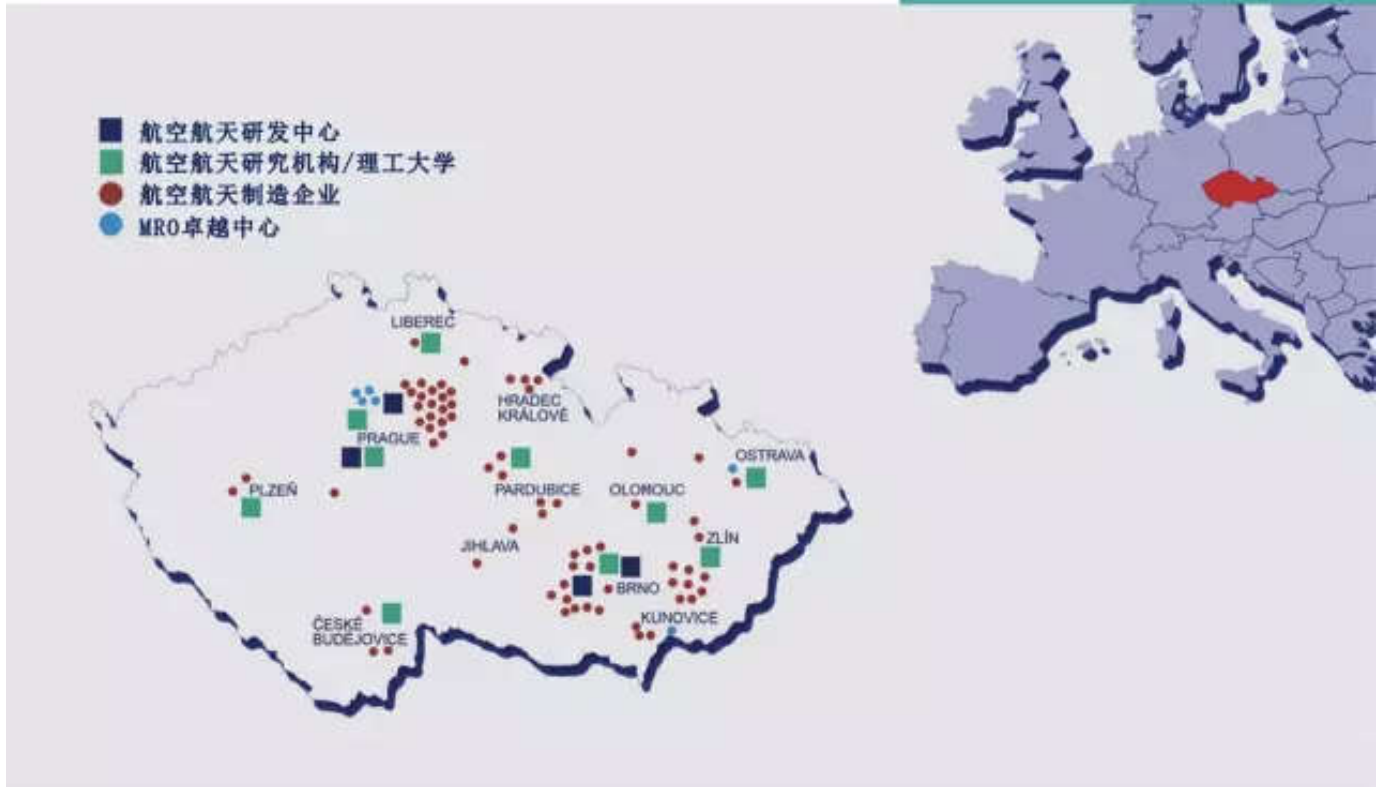 航空航天研发中心
航空航天研究机构/理工大学
航空航天制造企业
MRO卓越中心
LIBEREC
HRADEC
KRÁLOVÉ
PRAGUE
OSTRAVA
PLZEŇ
PARDUBICE
OLOMOUC
JIHLAVA
ZLÍN
BRNO
KUNOVICE
ČESKÉ
BUDĚJOVICE